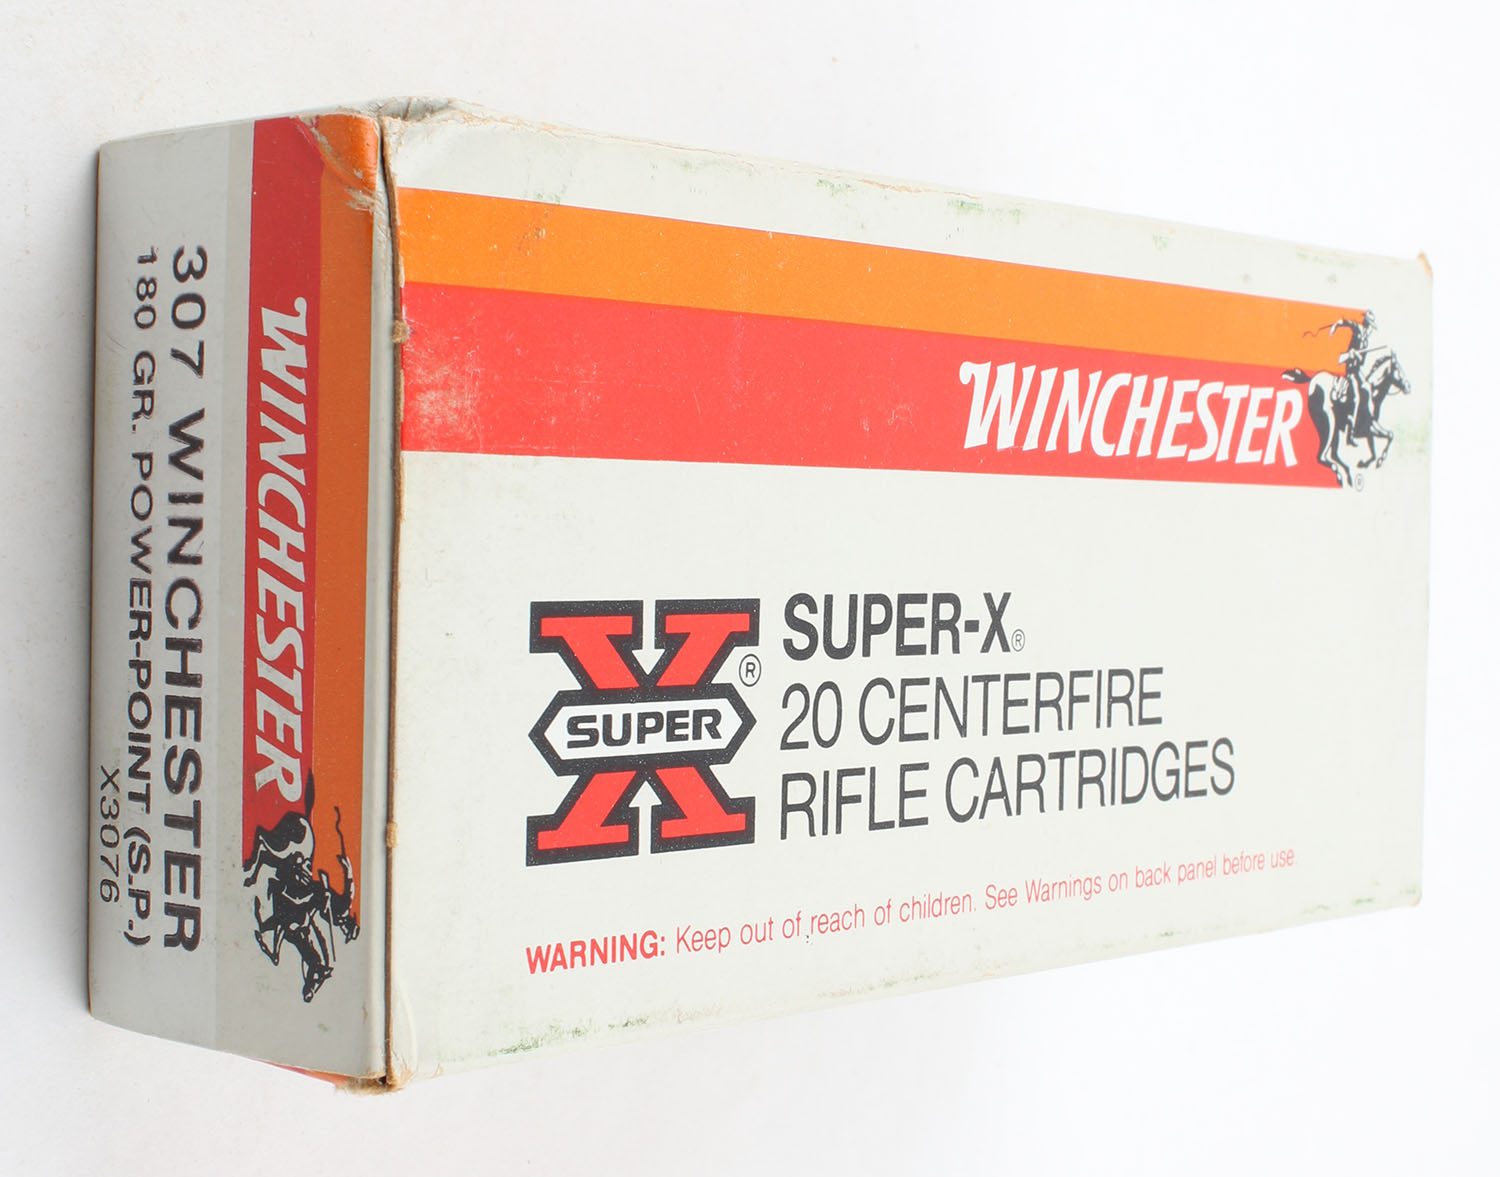 WINCHESTER
®
SUPER
®
SUPER-X®
20 CENTERFIRE
RIFLE CARTRIDGES
WARNING: Keep out of reach of children. See Warnings on back panel before use.
WINCHESTER
307 WINCHESTER
180 GR. POWER-POINT (S.P.)
X3076